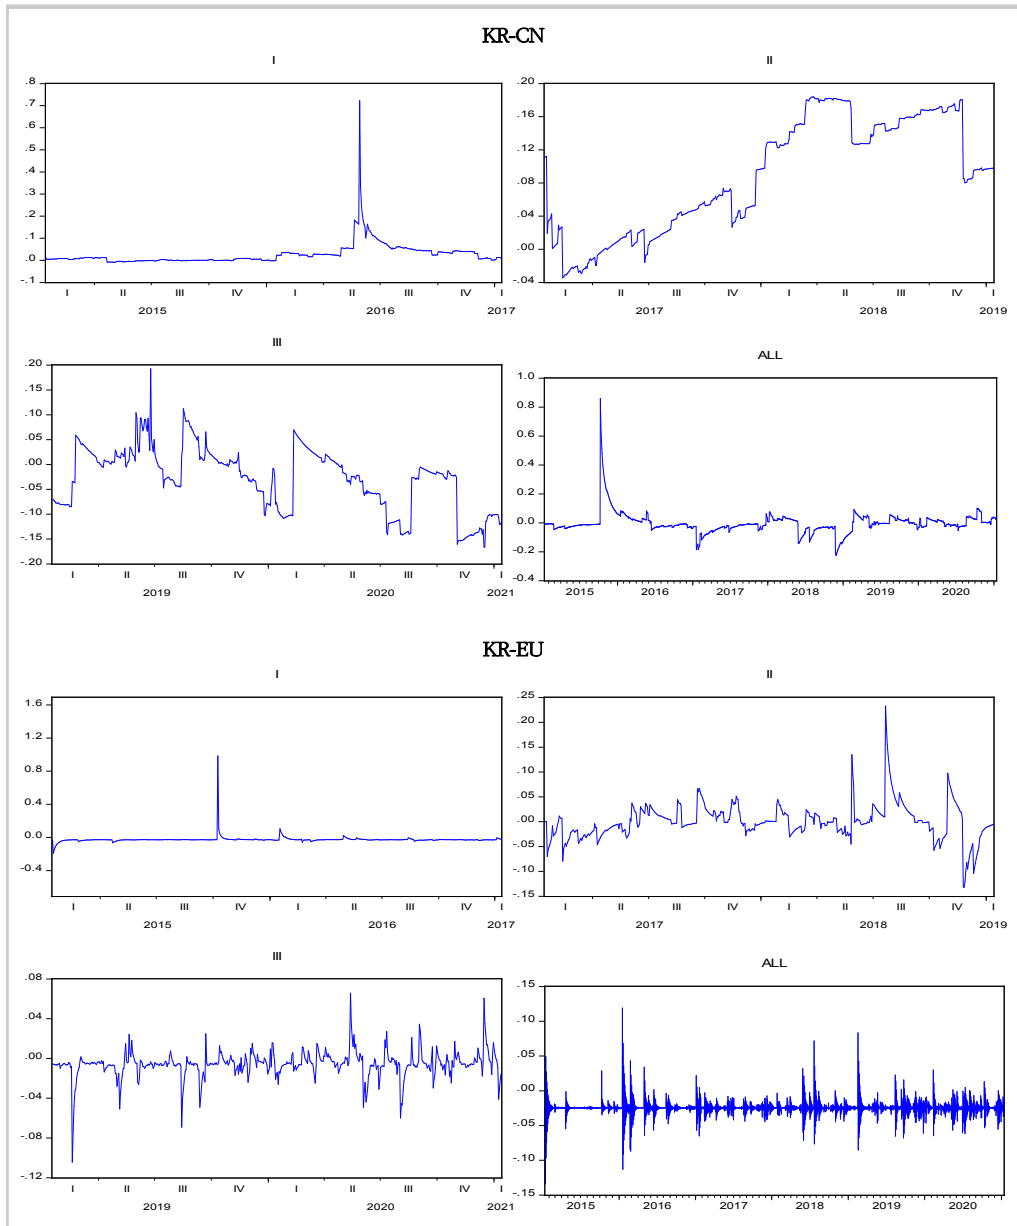 KR-CN
I
.8
.7
.6
.5
.4
.3
.2
.1
.0
-.1
I II III IV I II III IV I
2015 2016 2017
II
.20
.16
.12
.08
.04
.00
-.04
I II III IV I II III IV I
2017 2018 2019
III
.20
.15
.10
.05
.00
-.05
-.10
-.15
-.20
I II III IV I II III IV I
2019 2020 2021
ALL
1.0
0.8
0.6
0.4
0.2
0.0
-0.2
-0.4
2015 2016 2017 2018 2019 2020
KR-EU
I
1.6
1.2
0.8
0.4
0.0
-0.4
I II III IV I II III IV I
2015 2016 2017
II
.25
.20
.15
.10
.05
.00
-.05
-.10
-.15
I II III IV I II III IV I
2017 2018 2019
III
.08
.04
.00
-.04
-.08
-.12
I II III IV I II III IV I
2019 2020 2021
ALL
.15
.10
.05
.00
-.05
-.10
-.15
2015 2016 2017 2018 2019 2020